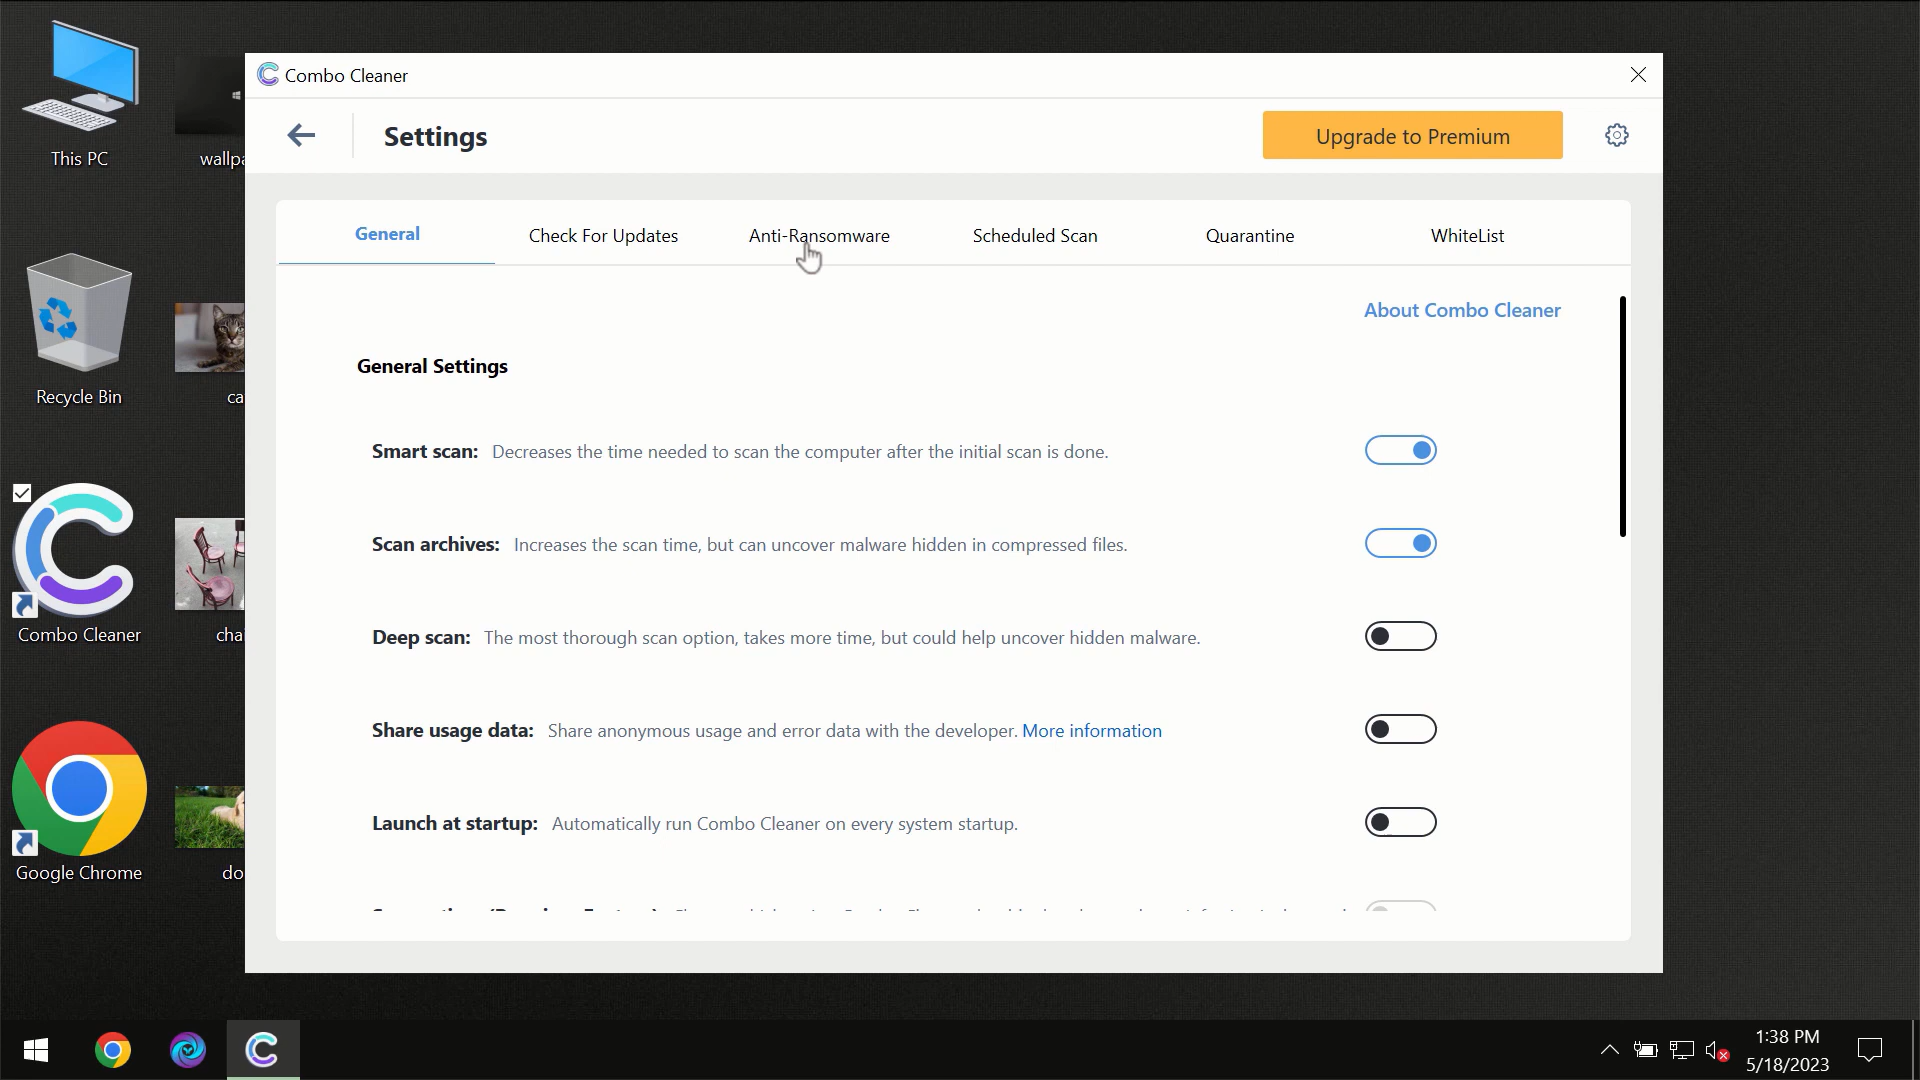 Combo Cleaner
Settings
Upgrade to Premium
General
Check For Updates
Anti-Ransomware
Scheduled Scan
Quarantine
WhiteList
About Combo Cleaner
General Settings
Smart scan: Decreases the time needed to scan the computer after the initial scan is done.
Scan archives: Increases the scan time, but can uncover malware hidden in compressed files.
Deep scan: The most thorough scan option, takes more time, but could help uncover hidden malware.
Share usage data: Share anonymous usage and error data with the developer. More information
Launch at startup: Automatically run Combo Cleaner on every system startup.
This PC
wallpa
Recycle Bin
ca
Combo Cleaner
chai
Google Chrome
do
1:38 PM
5/18/2023